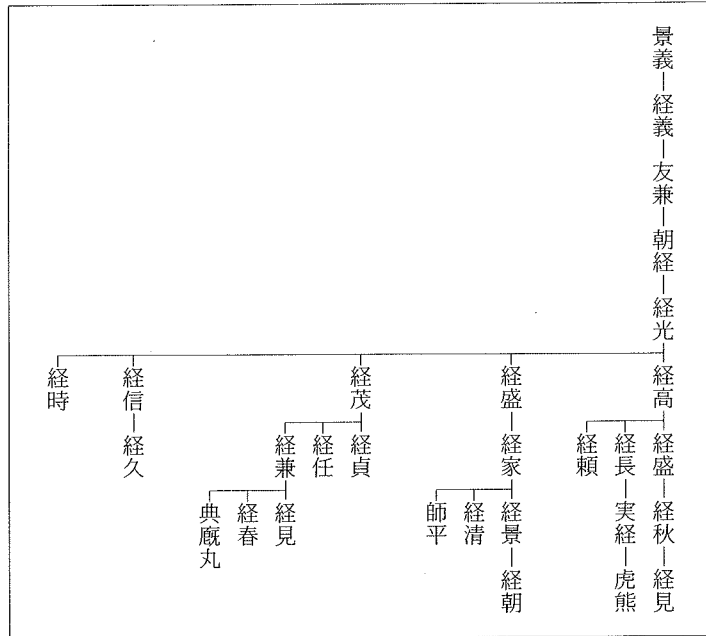 景義―経義―友兼―朝経―経光
経高―経盛―経秋―経見
経長―実経―虎熊
経頼
経盛―経家―経景―経朝
経清
師平
経茂―経貞
経任
経兼―経見
経春
典廐丸
経信―経久
経時